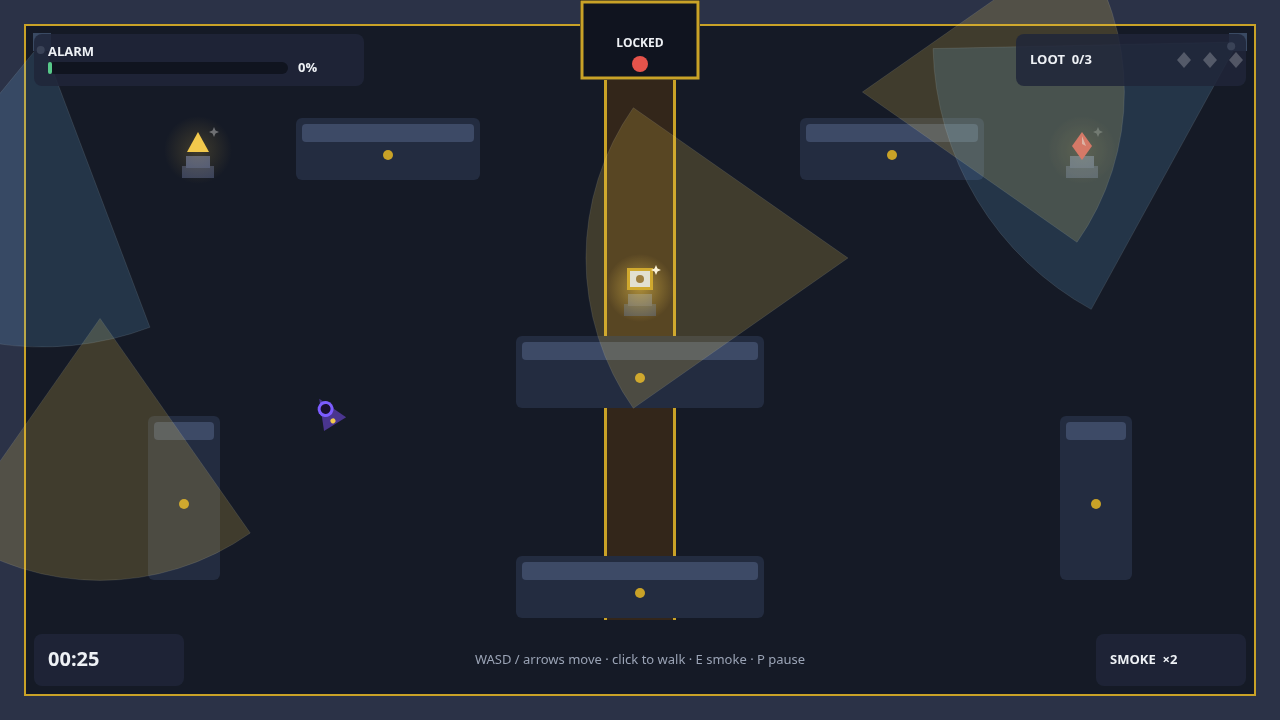 LOCKED
ALARM
0%
LOOT 0/3
00:25
WASD / arrows move · click to walk · E smoke · P pause
SMOKE ×2